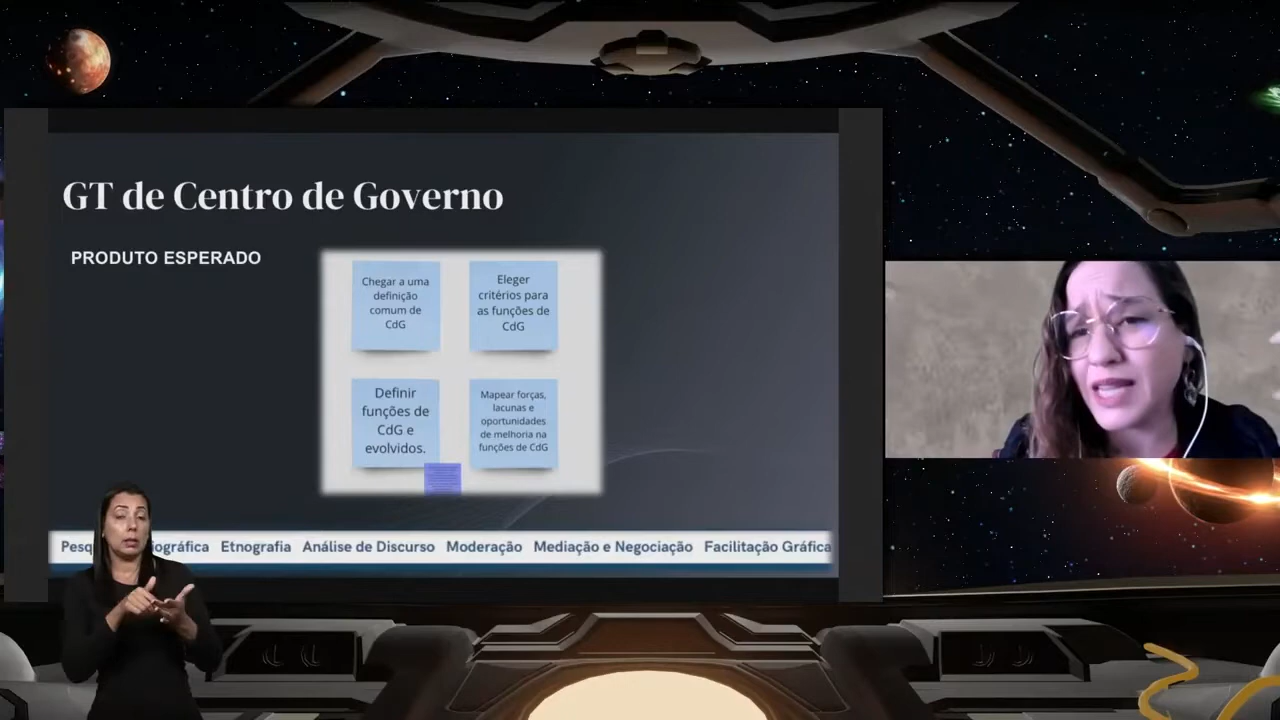 GT de Centro de Governo
PRODUTO ESPERADO
Chegar a uma
definição
comum de
CdG
Eleger
critérios para
as funções de
CdG
Definir
funções de
CdG e
evolvidos.
Mapear forças,
lacunas e
oportunidades
de melhoria na
funções de CdG
Etnografia Análise de Discurso Moderação Mediação e Negociação Facilitação Gráfica